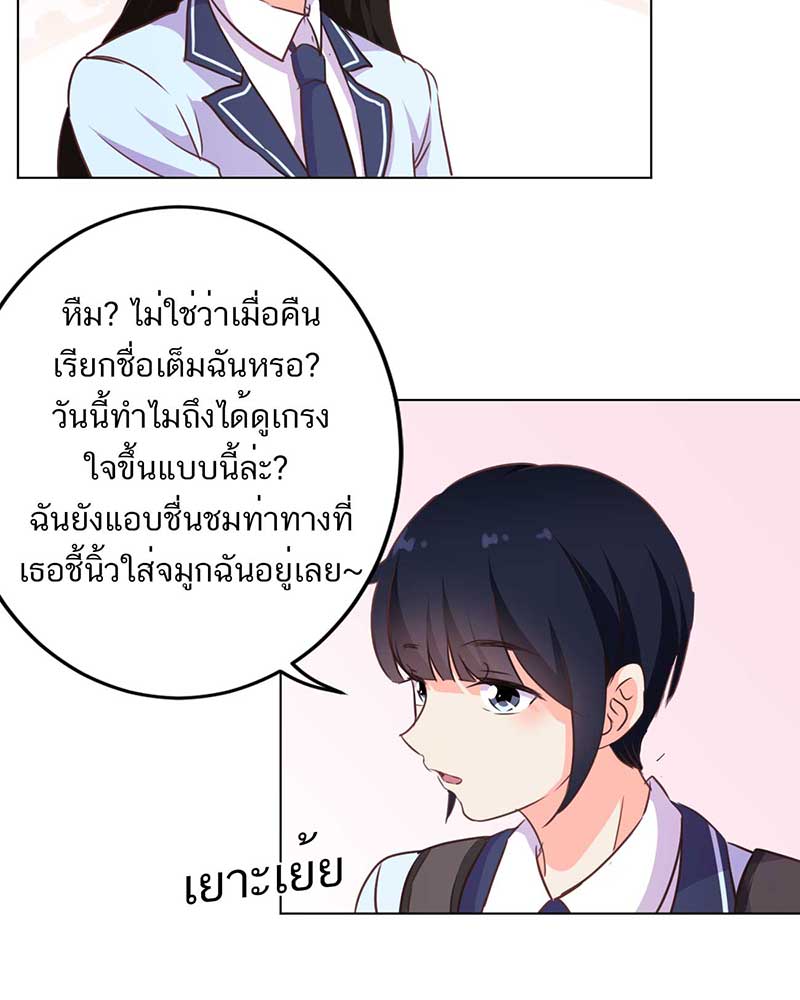 หืม? ไม่ใช่ว่าเมื่อคืน
เรียกชื่อเต็มฉันหรอ?
วันนี้ทำไมถึงได้ดูเกรง
ใจขึ้นแบบนี้ล่ะ?
ฉันยังแอบชื่นชมท่าทางที่
เธอชี้นิ้วใส่จมูกฉันอยู่เลย~
เยาะเย้ย